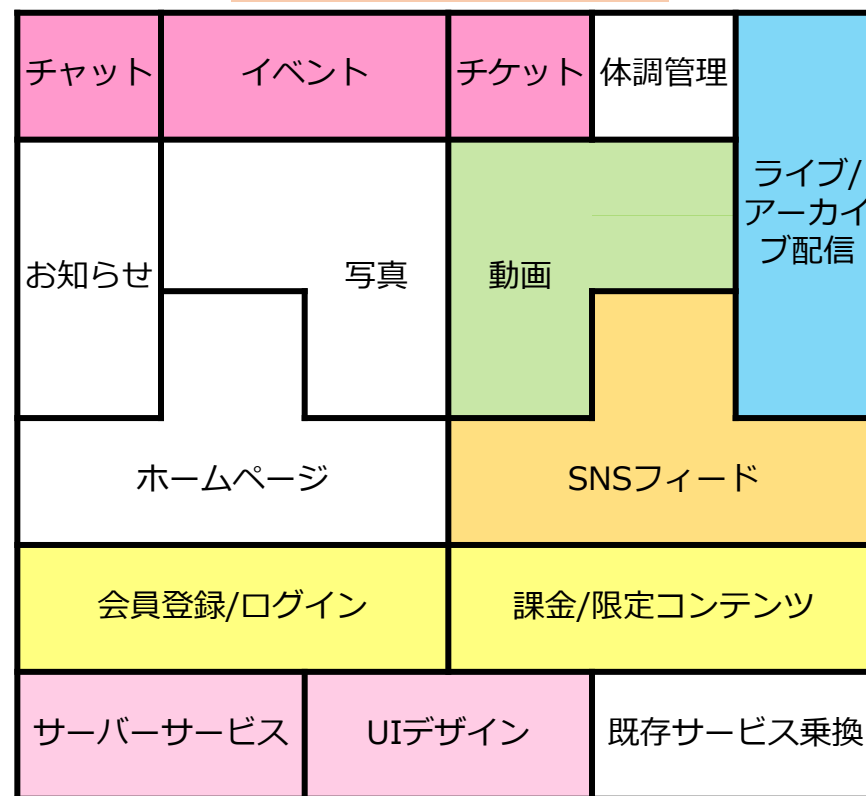 チャット
イベント
チケット
体調管理
ライブ/
アーカイ
ブ配信
お知らせ
写真
動画
ホームページ
SNSフィード
会員登録/ログイン
課金/限定コンテンツ
サーバーサービス
UIデザイン
既存サービス乗換